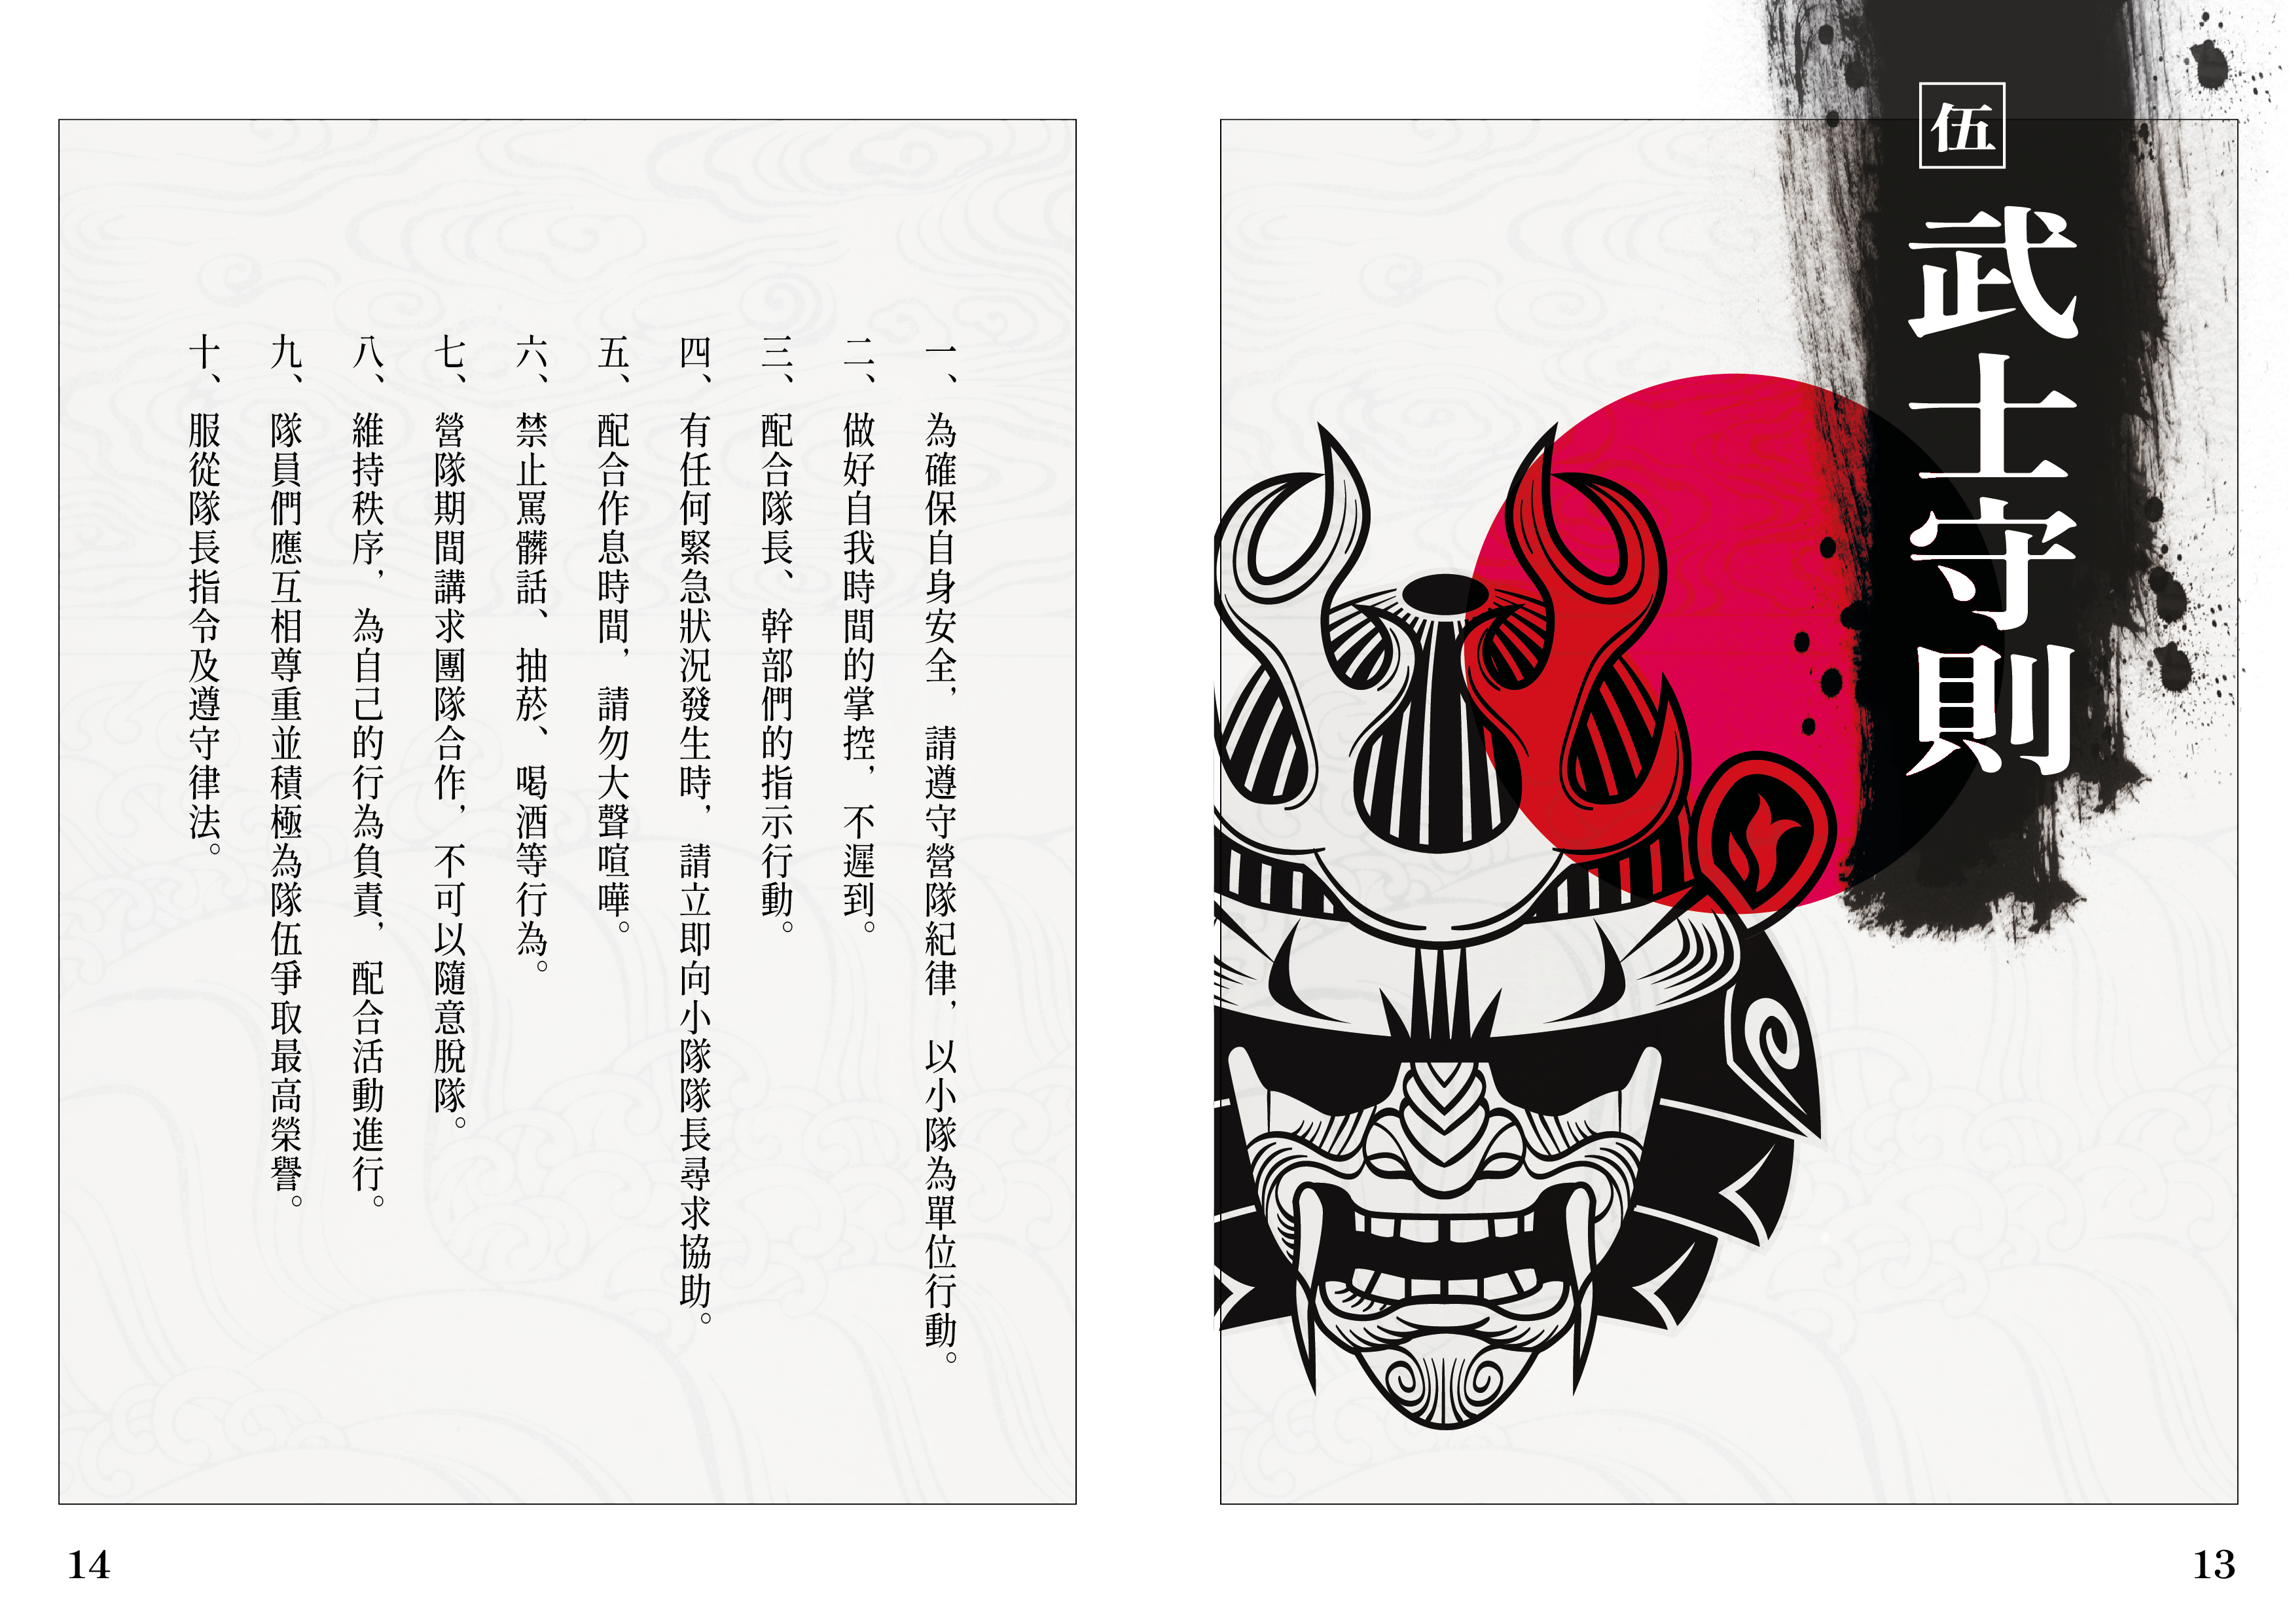 伍
武士守則
13
一、為確保自身安全，請遵守營隊紀律，以小隊為單位行動。
二、做好自我時間的掌控，不遲到。
三、配合隊長、幹部們的指示行動。
四、有任何緊急狀況發生時，請立即向小隊隊長尋求協助。
五、配合作息時間，請勿大聲喧嘩。
六、禁止罵髒話、抽菸、喝酒等行為。
七、營隊期間講求團隊合作，不可以隨意脫隊。
八、維持秩序，為自己的行為負責，配合活動進行。
九、隊員們應互相尊重並積極為隊伍爭取最高榮譽。
十、服從隊長指令及遵守律法。
14